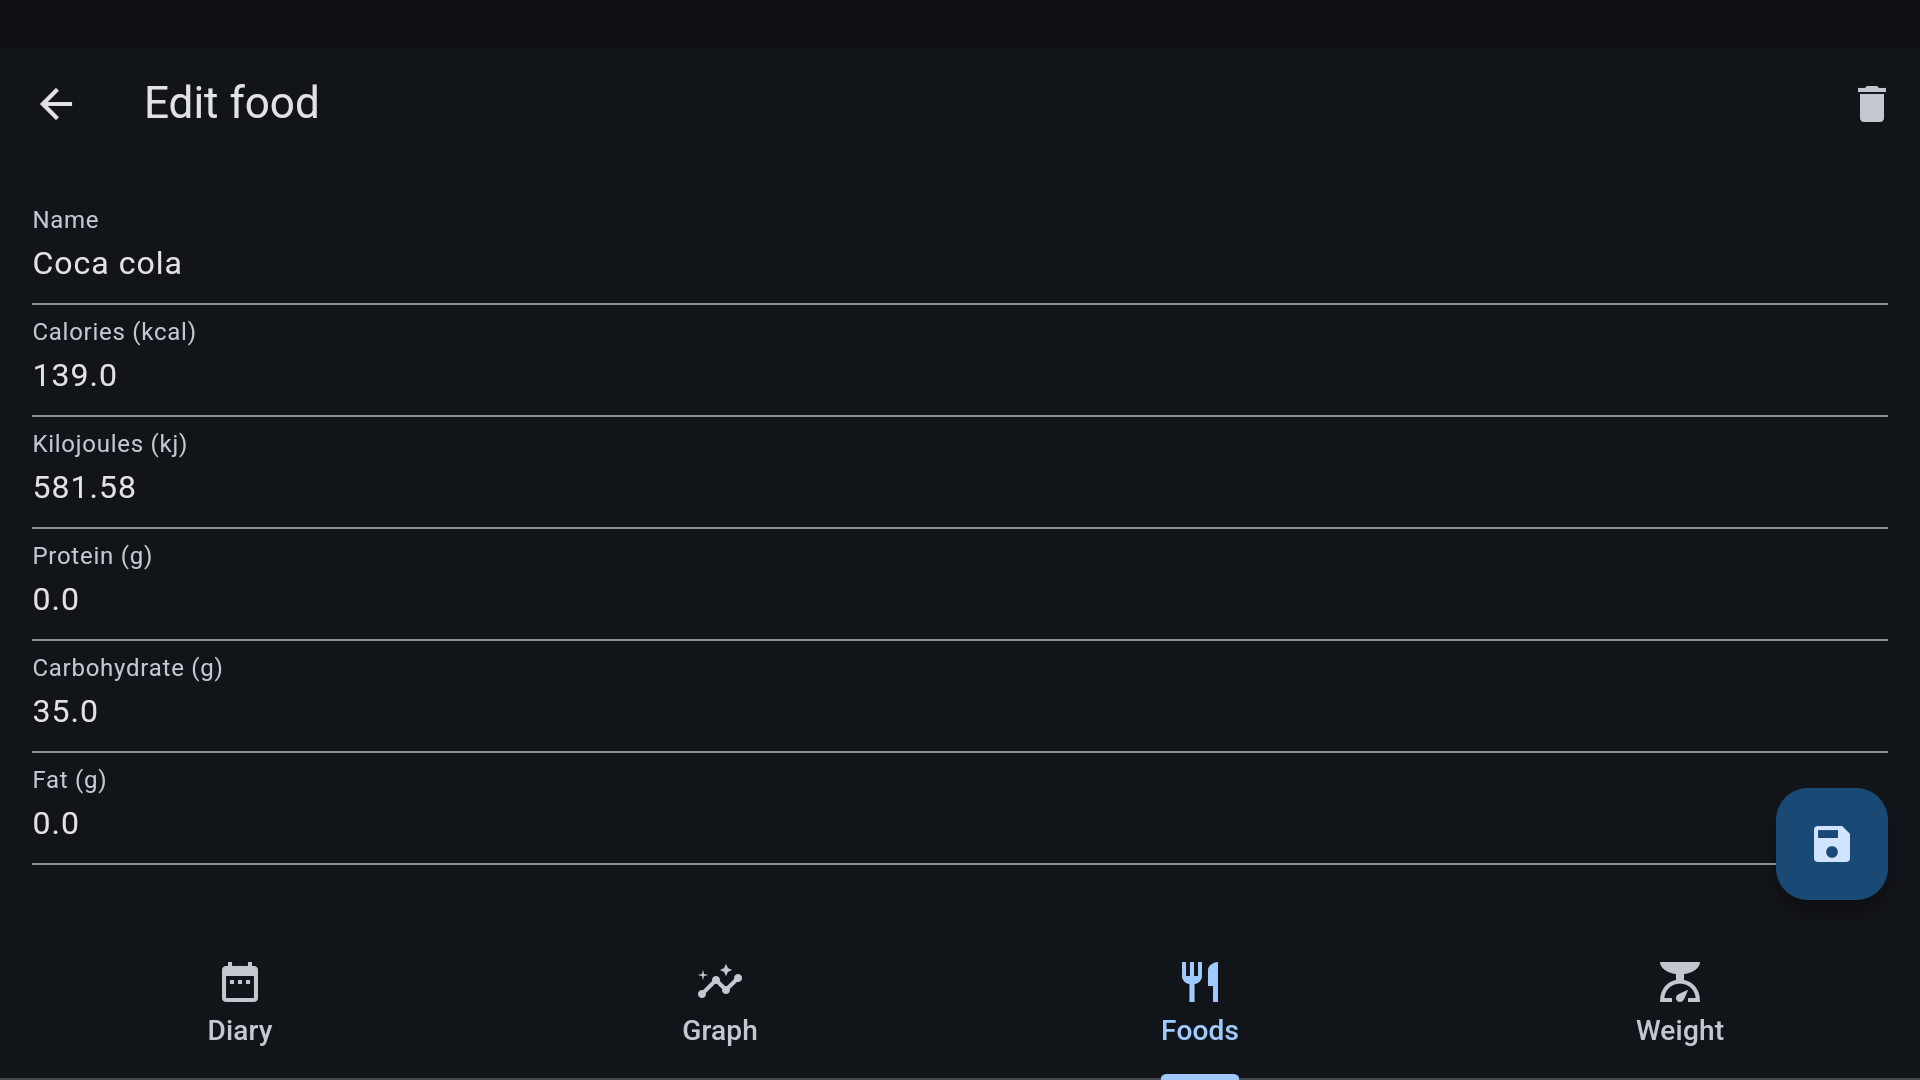 Edit food
Name
Coca cola
Calories (kcal)
139.0
Kilojoules (kj)
581.58
Protein (g)
0.0
Carbohydrate (g)
35.0
Fat (g)
0.0
Diary
Graph
Foods
Weight